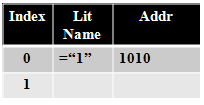 Index Lit Name Addr
0 =“1” 1010
1